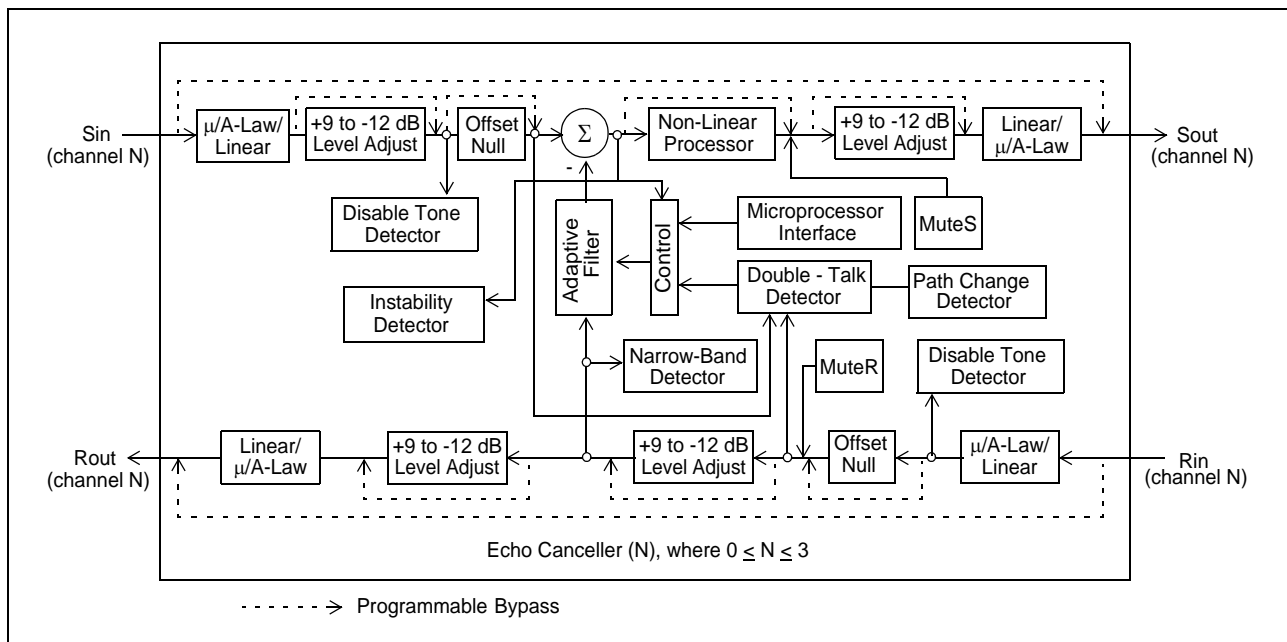 Sin
(channel N)
μ/A-Law/
Linear
+9 to -12 dB
Level Adjust
Offset
Null
Σ
-
Non-Linear
Processor
+9 to -12 dB
Level Adjust
Linear/
μ/A-Law
Sout
(channel N)
Disable Tone
Detector
Adaptive
Filter
Control
Microprocessor
Interface
MuteS
Instability
Detector
Double - Talk
Detector
Path Change
Detector
Narrow-Band
Detector
MuteR
Disable Tone
Detector
Rout
(channel N)
Linear/
μ/A-Law
+9 to -12 dB
Level Adjust
+9 to -12 dB
Level Adjust
Offset
Null
μ/A-Law/
Linear
Rin
(channel N)
Echo Canceller (N), where 0 ≤ N ≤ 3
Programmable Bypass